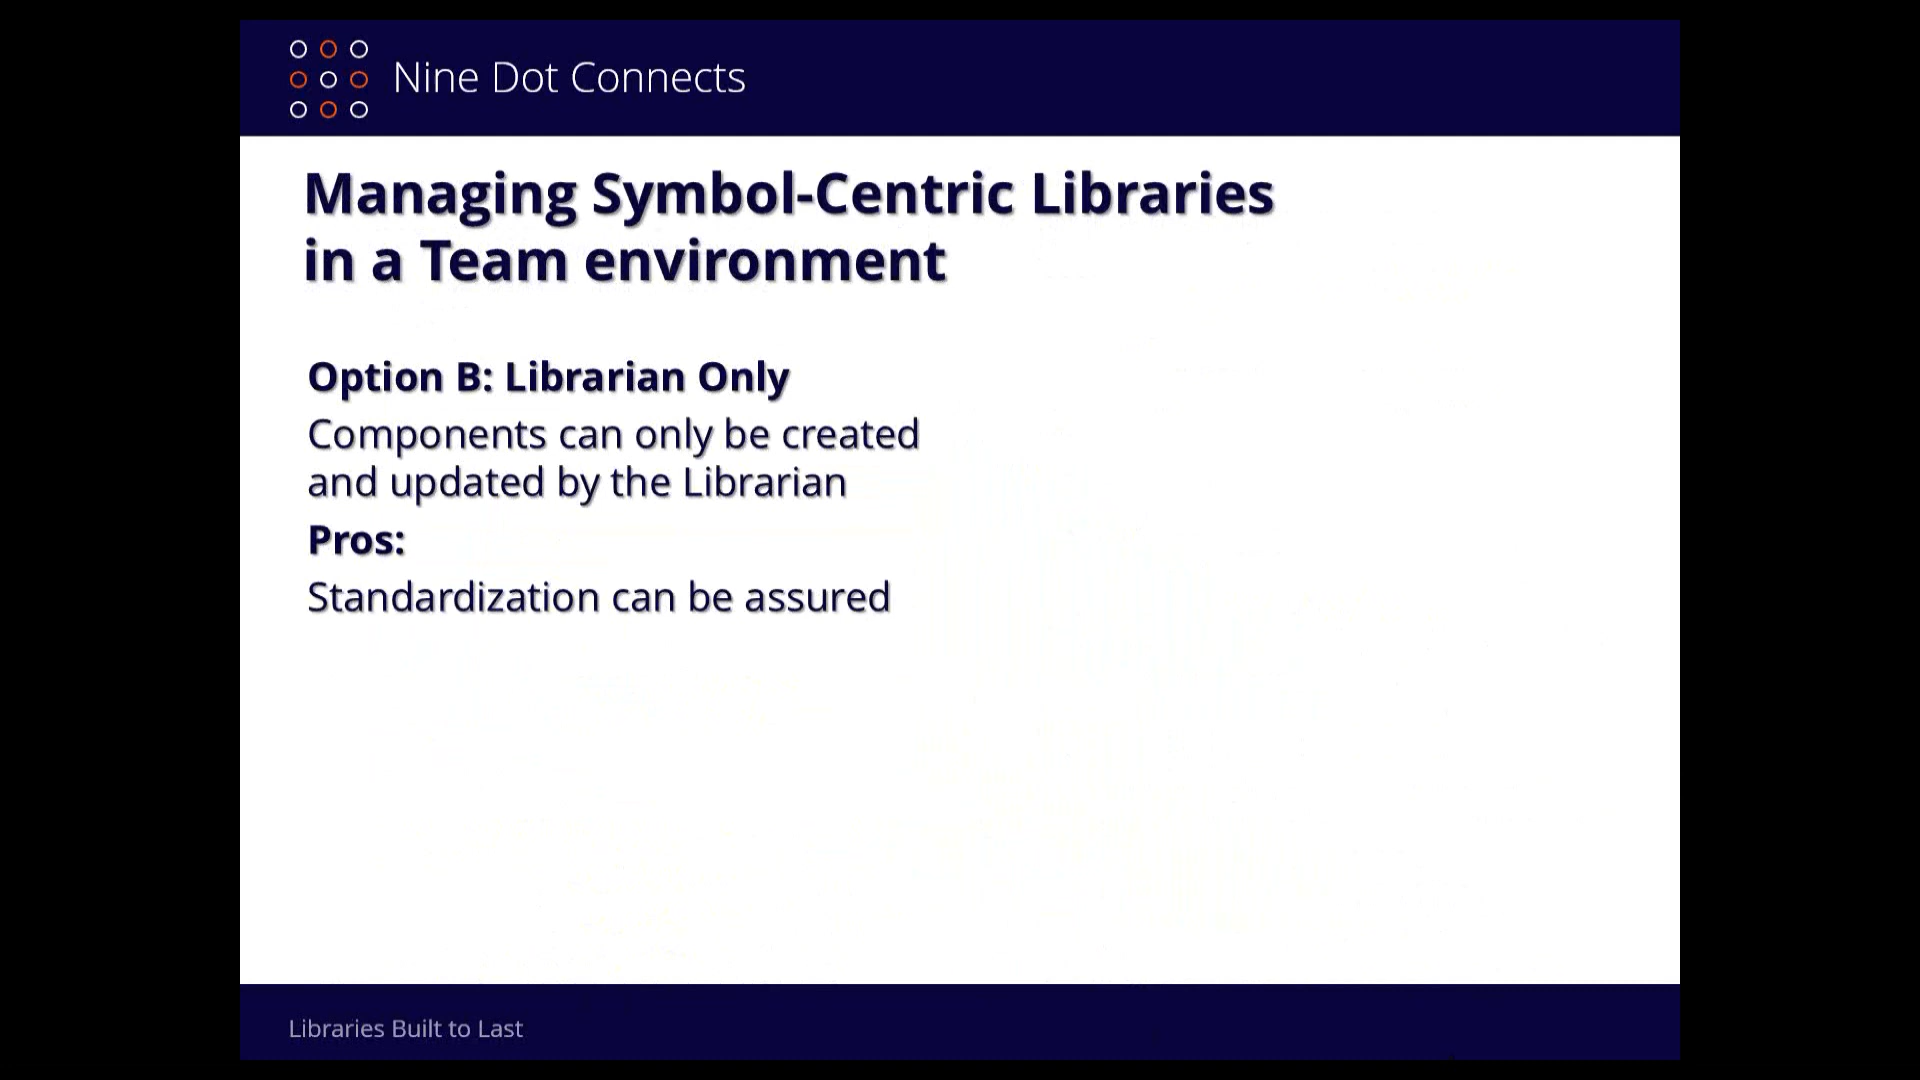 Nine Dot Connects
Managing Symbol-Centric Libraries
in a Team environment
Option B: Librarian Only
Components can only be created
and updated by the Librarian
Pros:
Standardization can be assured
Libraries Built to Last